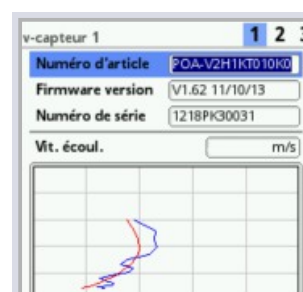 v-capteur 1 1 2 3
Numéro d'article POA-V2H1KT010K0
Firmware version V1.62 11/10/13
Numéro de série 1218PK30031
Vit. écoul. m/s